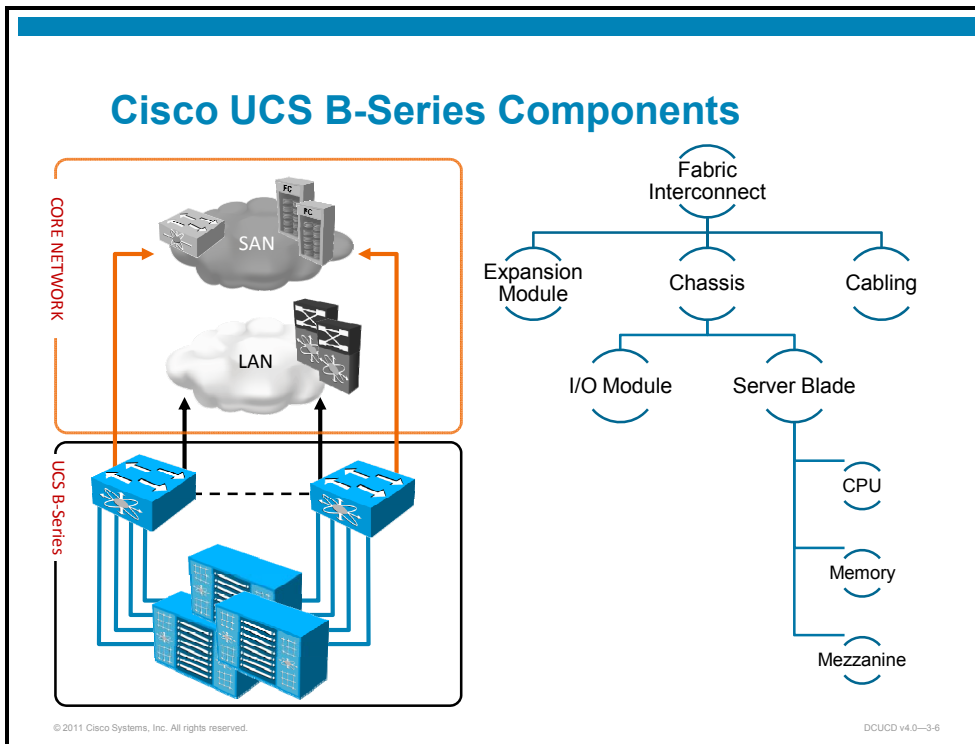 Cisco UCS B-Series Components
CORE NETWORK
FC
FC
SAN
LAN
UCS B-Series
Fabric
Interconnect
Expansion
Module
Chassis
Cabling
I/O Module
Server Blade
CPU
Memory
Mezzanine
© 2011 Cisco Systems, Inc. All rights reserved.
DCUCD v4.0—3-6